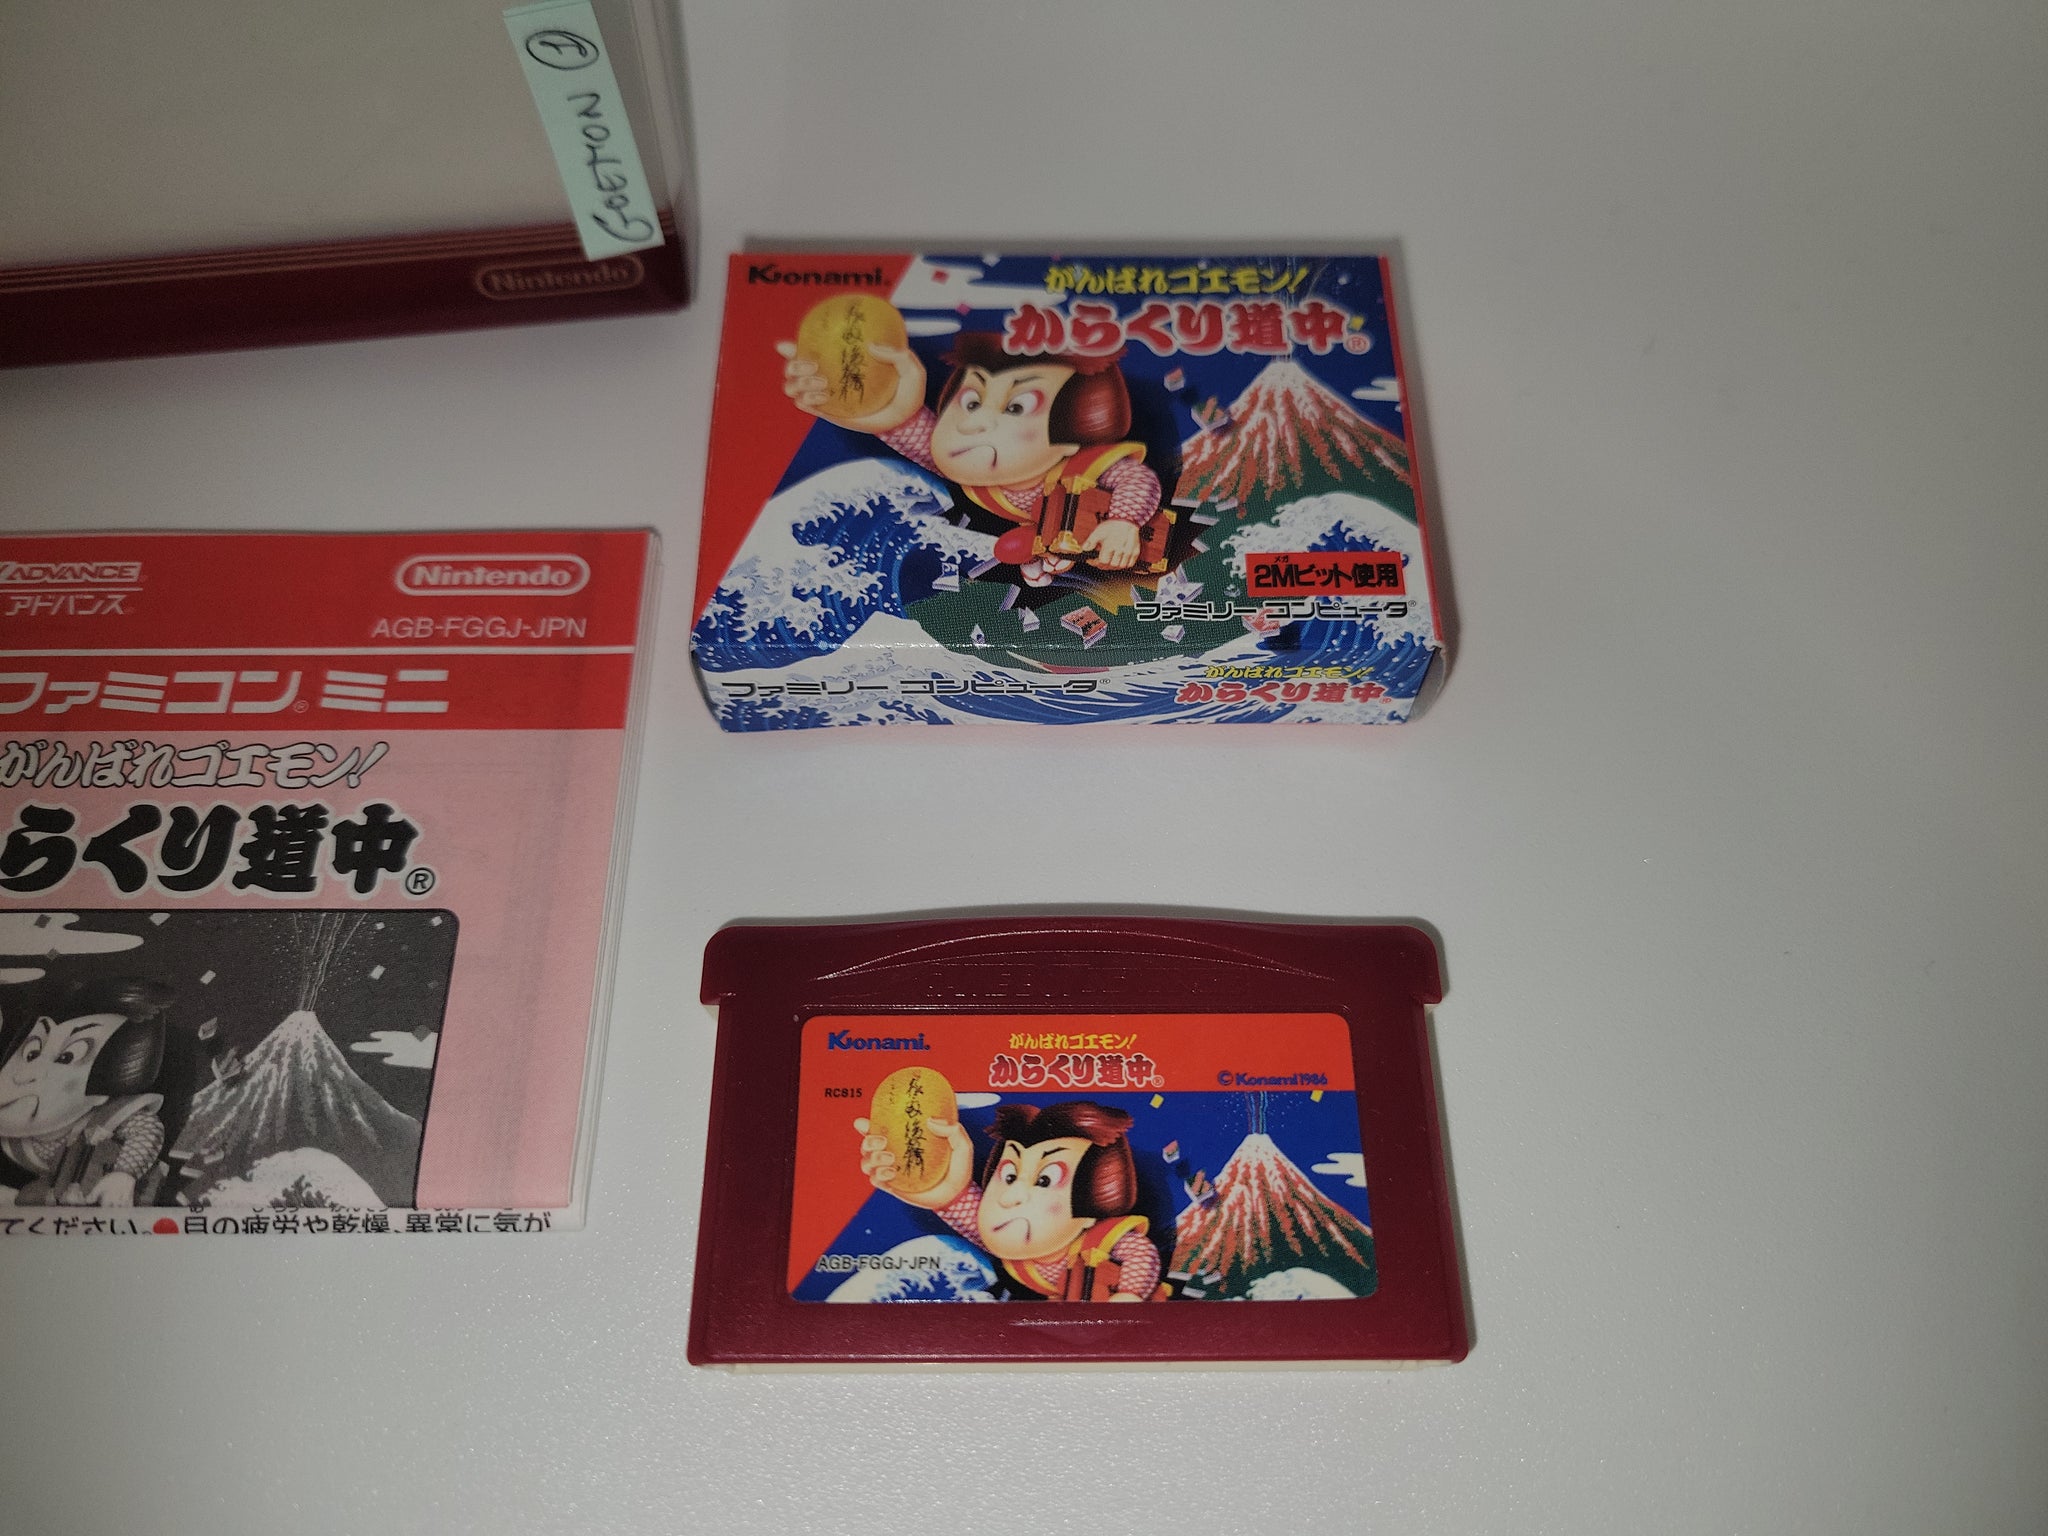 GOEMON ①
Nintendo
Konami®
がんばれゴエモン!
からくり道中®
メガ
2Mビット使用
ファミリーコンピュータ®
ファミリーコンピュータ®
がんばれゴエモン!
からくり道中®
ADVANCE
アドバンス
Nintendo
AGB-FGGJ-JPN
ファミコン®ミニ
がんばれゴエモン!
らくり道中®
てください。●目の疲労や乾燥、異常に気が
Konami®
がんばれゴエモン!
からくり道中®
RC815
©Konami1986
AGB-FGGJ-JPN